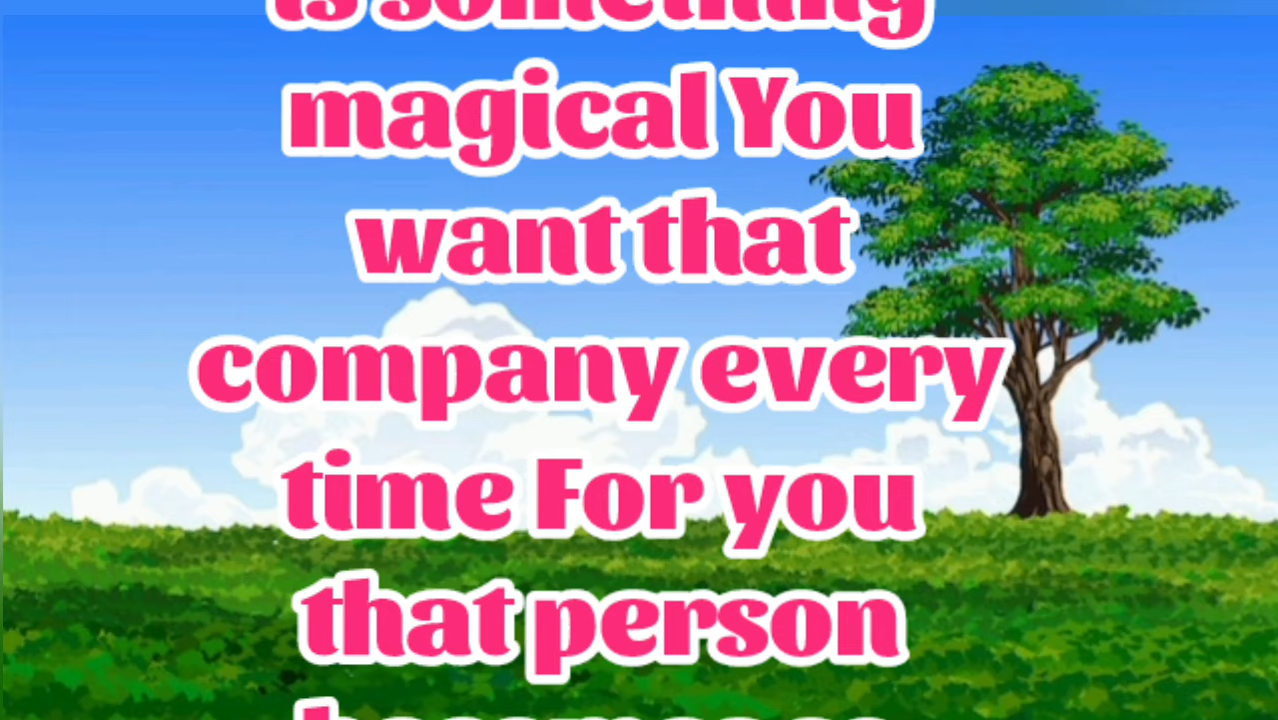 is something
magical You
want that
company every
time For you
that person